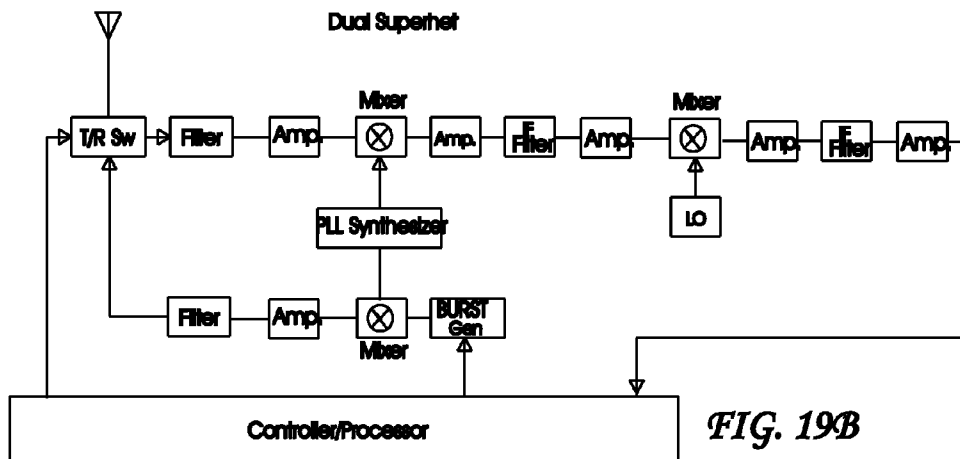 Dual Superhet
Mixer
Mixer
T/R Sw
Filter
Amp.
Amp.
IF
Filter
Amp.
Amp.
IF
Filter
Amp.
PLL Synthesizer
LO
Filter
Amp.
BURST
Gen
Mixer
Controller/Processor
FIG. 19B